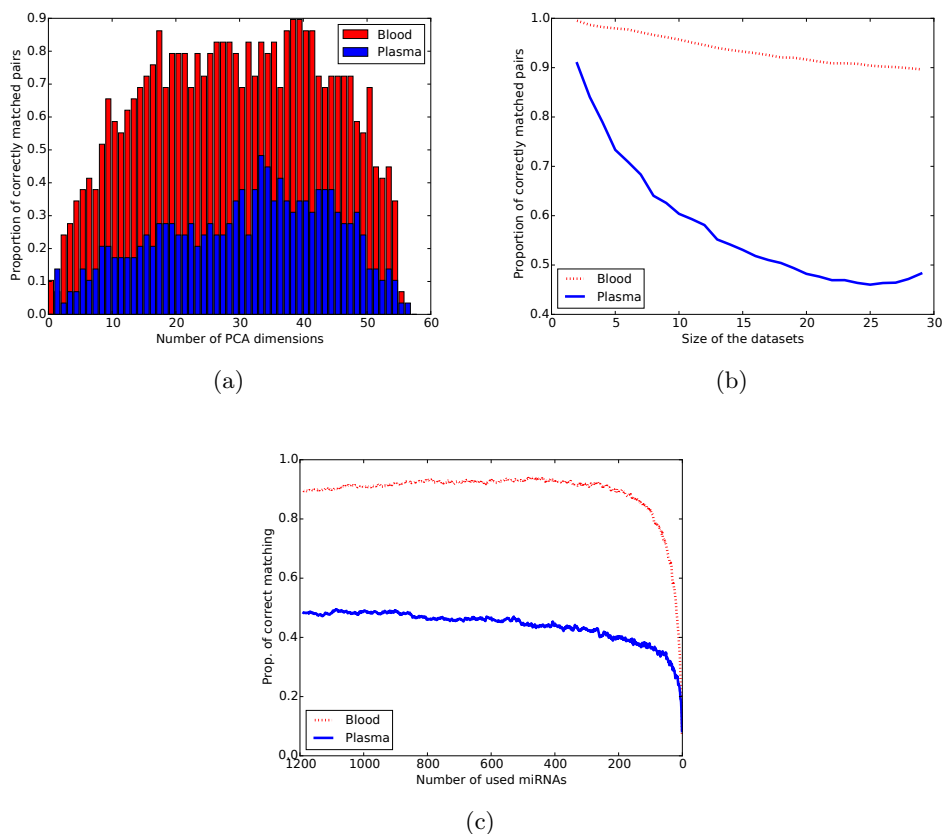 Proportion of correctly matched pairs
0.9
0.8
0.7
0.6
0.5
0.4
0.3
0.2
0.1
0.0
Blood
Plasma
0 10 20 30 40 50 60
Number of PCA dimensions
(a)
Proportion of correctly matched pairs
1.0
0.9
0.8
0.7
0.6
0.5
0.4
Blood
Plasma
0 5 10 15 20 25 30
Size of the datasets
(b)
Prop. of correct matching
1.0
0.8
0.6
0.4
0.2
0.0
Blood
Plasma
1200 1000 800 600 400 200 0
Number of used miRNAs
(c)